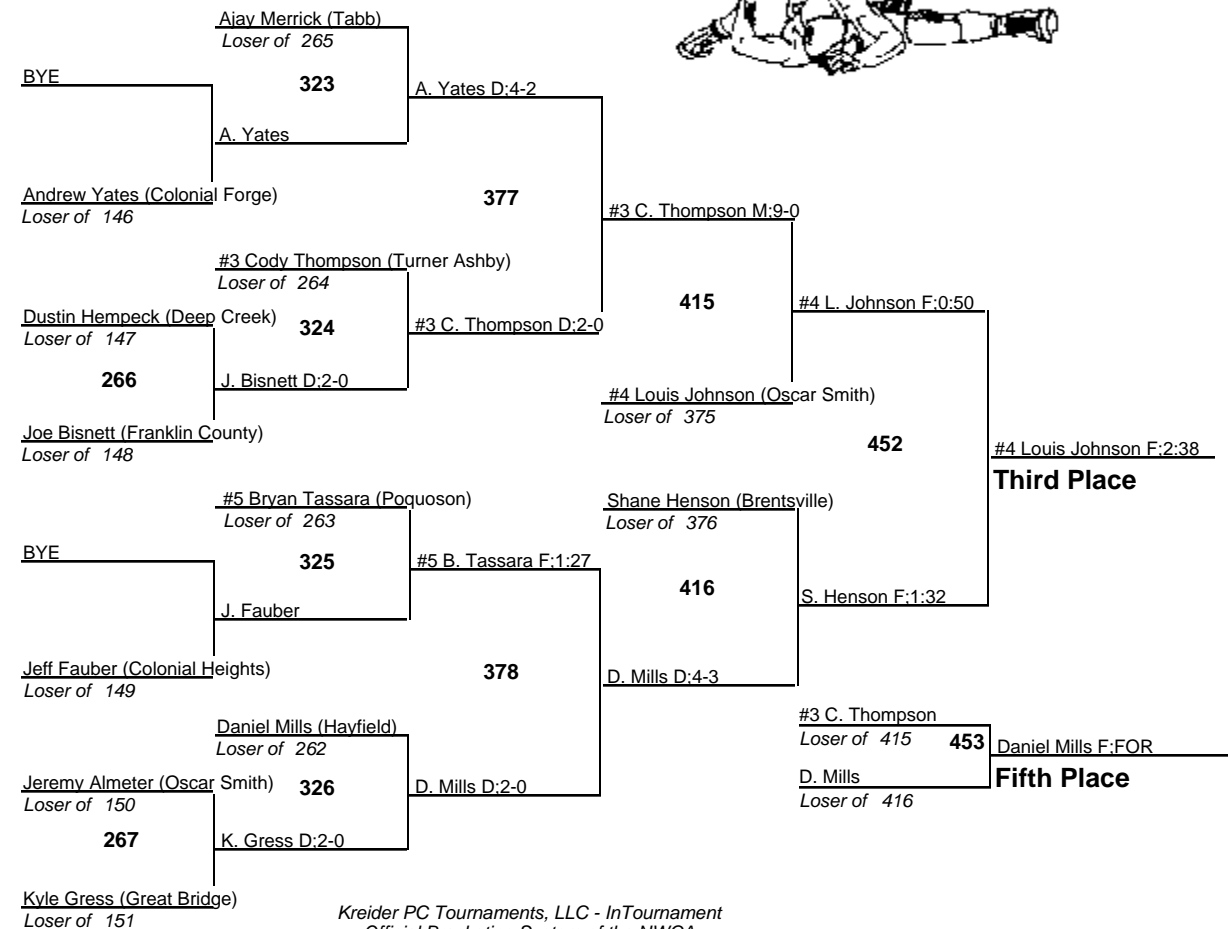 Ajay Merrick (Tabb)
Loser of 265
BYE
323
A. Yates D;4-2
A. Yates
Andrew Yates (Colonial Forge)
Loser of 146
377
#3 C. Thompson M;9-0
#3 Cody Thompson (Turner Ashby)
Loser of 264
415
#4 L. Johnson F;0:50
Dustin Hempeck (Deep Creek)
Loser of 147
324
#3 C. Thompson D;2-0
266
J. Bisnett D;2-0
#4 Louis Johnson (Oscar Smith)
Loser of 375
Joe Bisnett (Franklin County)
Loser of 148
452
#4 Louis Johnson F;2:38
Third Place
#5 Bryan Tassara (Poquoson)
Loser of 263
Shane Henson (Brentsville)
Loser of 376
BYE
325
#5 B. Tassara F;1:27
416
S. Henson F;1:32
J. Fauber
Jeff Fauber (Colonial Heights)
Loser of 149
378
D. Mills D;4-3
Daniel Mills (Hayfield)
Loser of 262
#3 C. Thompson
Loser of 415
453
Daniel Mills F;FOR
Fifth Place
Jeremy Almeter (Oscar Smith)
Loser of 150
326
D. Mills D;2-0
D. Mills
Loser of 416
267
K. Gress D;2-0
Kyle Gress (Great Bridge)
Loser of 151
Kreider PC Tournaments, LLC - InTournament